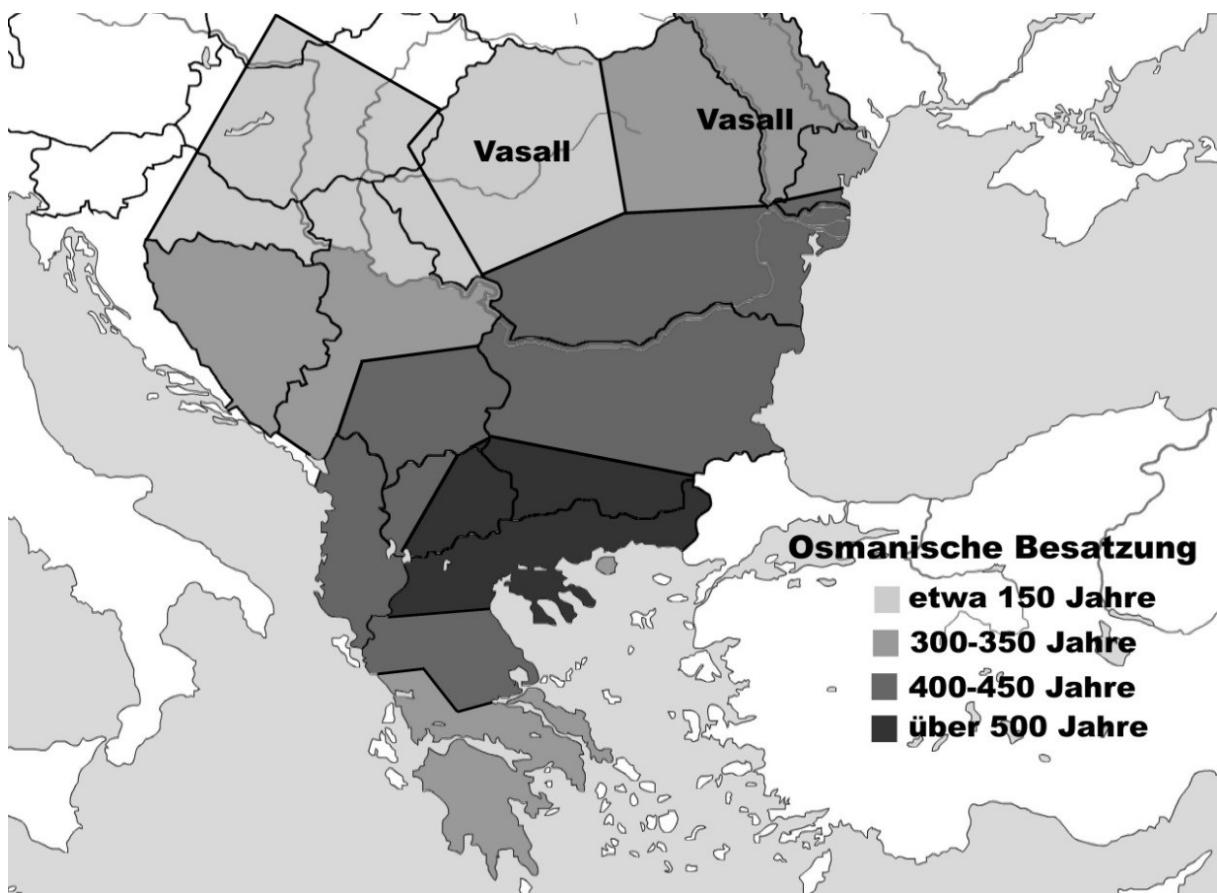 Vasall
Vasall
Osmanische Besatzung
etwa 150 Jahre
300-350 Jahre
400-450 Jahre
über 500 Jahre